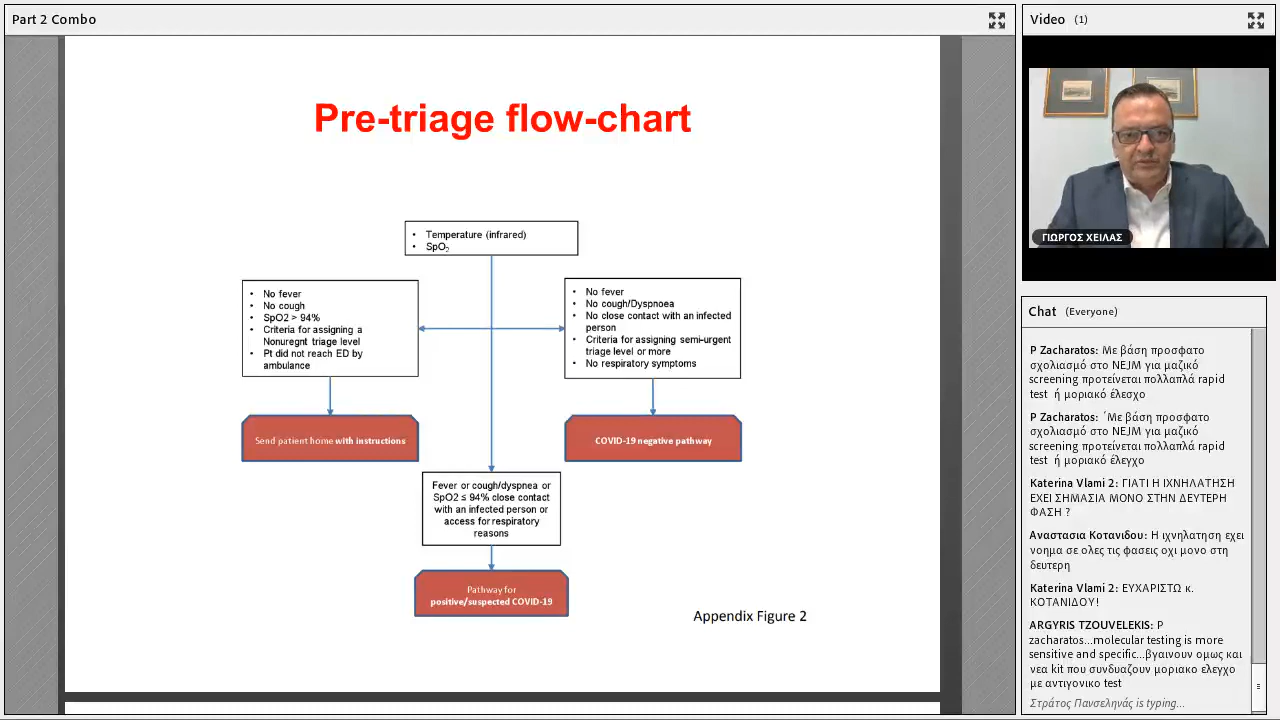 Part 2 Combo
Pre-triage flow-chart
• Temperature (infrared)
• SpO2
• No fever
• No cough
• SpO2 > 94%
• Criteria for assigning a
Nonuregnt triage level
• Pt did not reach ED by
ambulance
• No fever
• No cough/Dyspnoea
• No close contact with an infected
person
• Criteria for assigning semi-urgent
triage level or more
• No respiratory symptoms
Send patient home with instructions
COVID-19 negative pathway
Fever or cough/dyspnea or
SpO2 ≤ 94% close contact
with an infected person or
access for respiratory
reasons
Pathway for
positive/suspected COVID-19
Appendix Figure 2
Video (1)
ΓΙΩΡΓΟΣ ΧΕΙΛΑΣ
Chat (Everyone)
P Zacharatos: Με βάση προσφατο
σχολιασμό στο NEJM για μαζικό
screening προτείνεται πολλαπλά rapid
test ή μοριακό έλεσχο
P Zacharatos: ΄Με βάση προσφατο
σχολιασμό στο NEJM για μαζικό
screening προτείνεται πολλαπλά rapid
test ή μοριακό έλεγχο
Katerina Vlami 2: ΓΙΑΤΙ Η ΙΧΝΗΛΑΤΗΣΗ
ΕΧΕΙ ΣΗΜΑΣΙΑ ΜΟΝΟ ΣΤΗΝ ΔΕΥΤΕΡΗ
ΦΑΣΗ ?
Αναστασια Κοτανιδου: Η ιχνηλατηση εχει
νοημα σε ολες τις φασεις οχι μονο στη
δευτερη
Katerina Vlami 2: ΕΥΧΑΡΙΣΤΩ κ.
ΚΟΤΑΝΙΔΟΥ!
ARGYRIS TZOUVELEKIS: P
zacharatos...molecular testing is more
sensitive and specific...βγαινουν ομως και
νεα kit που συνδυαζουν μοριακο ελεγχο
με αντιγονικο test
Στράτος Πανσεληνάς is typing...